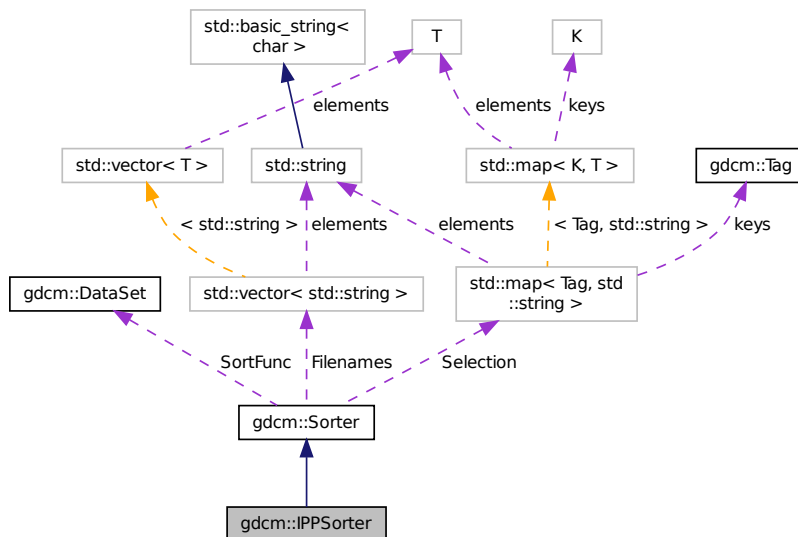 std::basic_string<
char >
T
K
elements
elements
keys
std::vector< T >
std::string
std::map< K, T >
gdcm::Tag
< std::string >
elements
elements
< Tag, std::string >
keys
gdcm::DataSet
std::vector< std::string >
std::map< Tag, std
::string >
SortFunc
Filenames
Selection
gdcm::Sorter
gdcm::IPPSorter